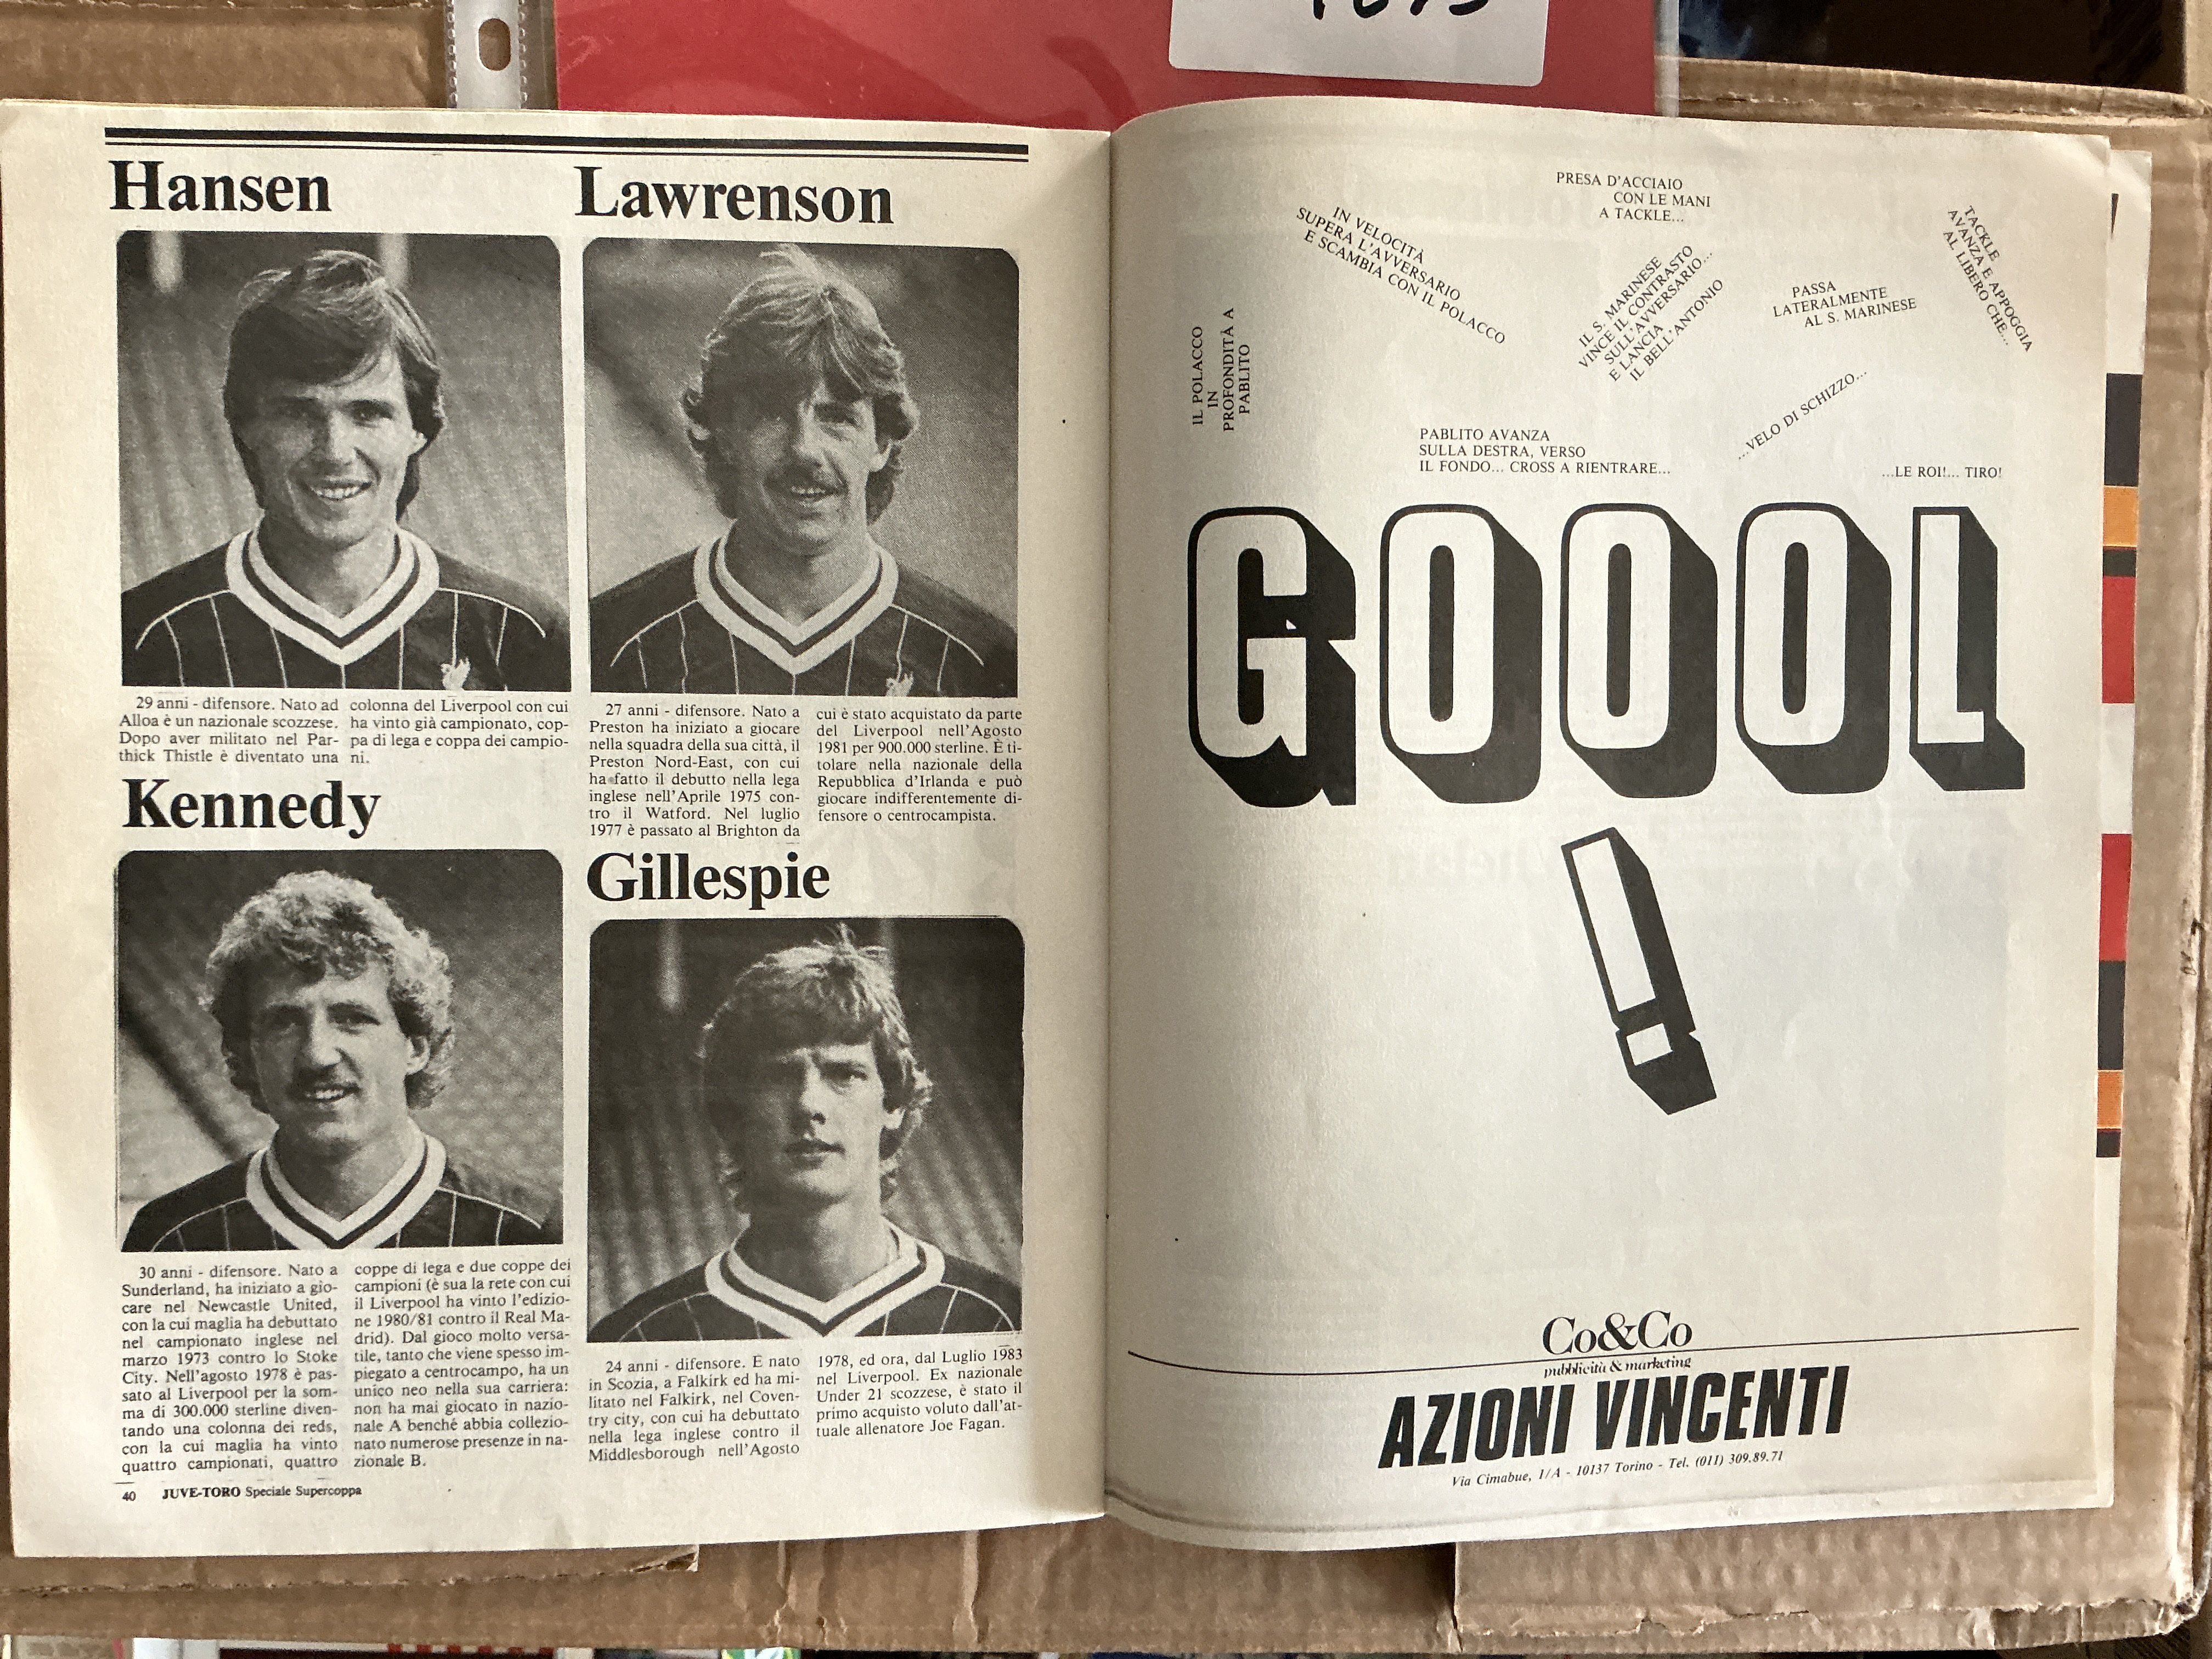 Hansen
29 anni - difensore. Nato ad
Alloa è un nazionale scozzese.
Dopo aver militato nel Par-
thick Thistle è diventato una
colonna del Liverpool con cui
ha vinto già campionato, cop-
pa di lega e coppa dei campio-
ni.
Lawrenson
27 anni - difensore. Nato a
Preston ha iniziato a giocare
nella squadra della sua città, il
Preston Nord-East, con cui
ha fatto il debutto nella lega
inglese nell'Aprile 1975 con-
tro il Watford. Nel luglio
1977 è passato al Brighton da
cui è stato acquistato da parte
del Liverpool nell'Agosto
1981 per 900.000 sterline. È ti-
tolare nella nazionale della
Repubblica d'Irlanda e può
giocare indifferentemente di-
fensore o centrocampista.
Kennedy
30 anni - difensore. Nato a
Sunderland, ha iniziato a gio-
care nel Newcastle United,
con la cui maglia ha debuttato
nel campionato inglese nel
marzo 1973 contro lo Stoke
City. Nell'agosto 1978 è pas-
sato al Liverpool per la som-
ma di 300.000 sterline diven-
tando una colonna dei reds,
con la cui maglia ha vinto
quattro campionati, quattro
coppe di lega e due coppe dei
campioni (è sua la rete con cui
il Liverpool ha vinto l'edizio-
ne 1980/81 contro il Real Ma-
drid). Dal gioco molto versa-
tile, tanto che viene spesso im-
piegato a centrocampo, ha un
unico neo nella sua carriera:
non ha mai giocato in nazio-
nale A benché abbia collezio-
nato numerose presenze in na-
zionale B.
Gillespie
24 anni - difensore. E nato
in Scozia, a Falkirk ed ha mi-
litato nel Falkirk, nel Coven-
try city, con cui ha debuttato
nella lega inglese contro il
Middlesborough nell'Agosto
1978, ed ora, dal Luglio 1983
nel Liverpool. Ex nazionale
Under 21 scozzese, è stato il
primo acquisto voluto dall'at-
tuale allenatore Joe Fagan.
40 JUVE-TORO Speciale Supercoppa
PRESA D'ACCIAIO
CON LE MANI
A TACKLE...
TACKLE
AVANZA E APPOGGIA
AL LIBERO CHE...
PASSA
LATERALMENTE
AL S. MARINESE
IL S. MARINESE
VINCE IL CONTRASTO
SULL'AVVERSARIO...
E LANCIA
IL BELL'ANTONIO
IN VELOCITÀ
SUPERA L'AVVERSARIO
E SCAMBIA CON IL POLACCO
IL POLACCO
IN
PROFONDITÀ A
PABLITO
PABLITO AVANZA
SULLA DESTRA, VERSO
IL FONDO... CROSS A RIENTRARE...
...VELO DI SCHIZZO...
...LE ROI!... TIRO!
GOOOL
!
Co&Co
pubblicità & marketing
AZIONI VINCENTI
Via Cimabue, 1/A - 10137 Torino - Tel. (011) 309.89.71